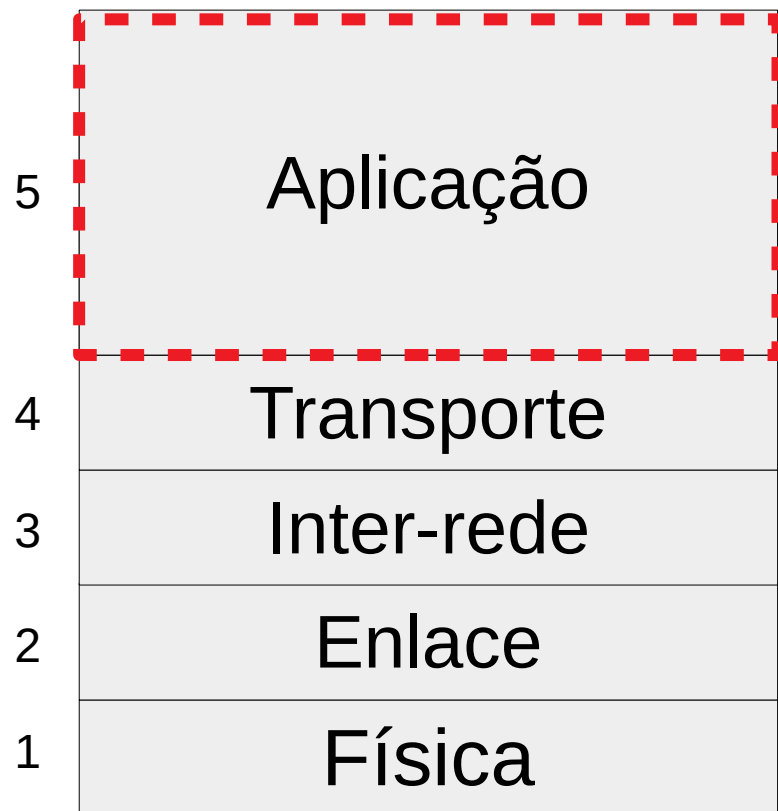 5 Aplicação
4 Transporte
3 Inter-rede
2 Enlace
1 Física